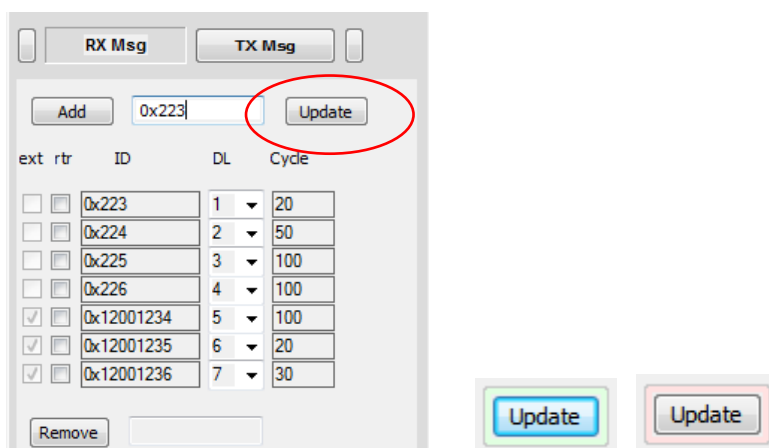 RX Msg TX Msg
Add 0x223 Update
ext rtr ID DL Cycle
0x223 1 20
0x224 2 50
0x225 3 100
0x226 4 100
0x12001234 5 100
0x12001235 6 20
0x12001236 7 30
Remove
Update Update